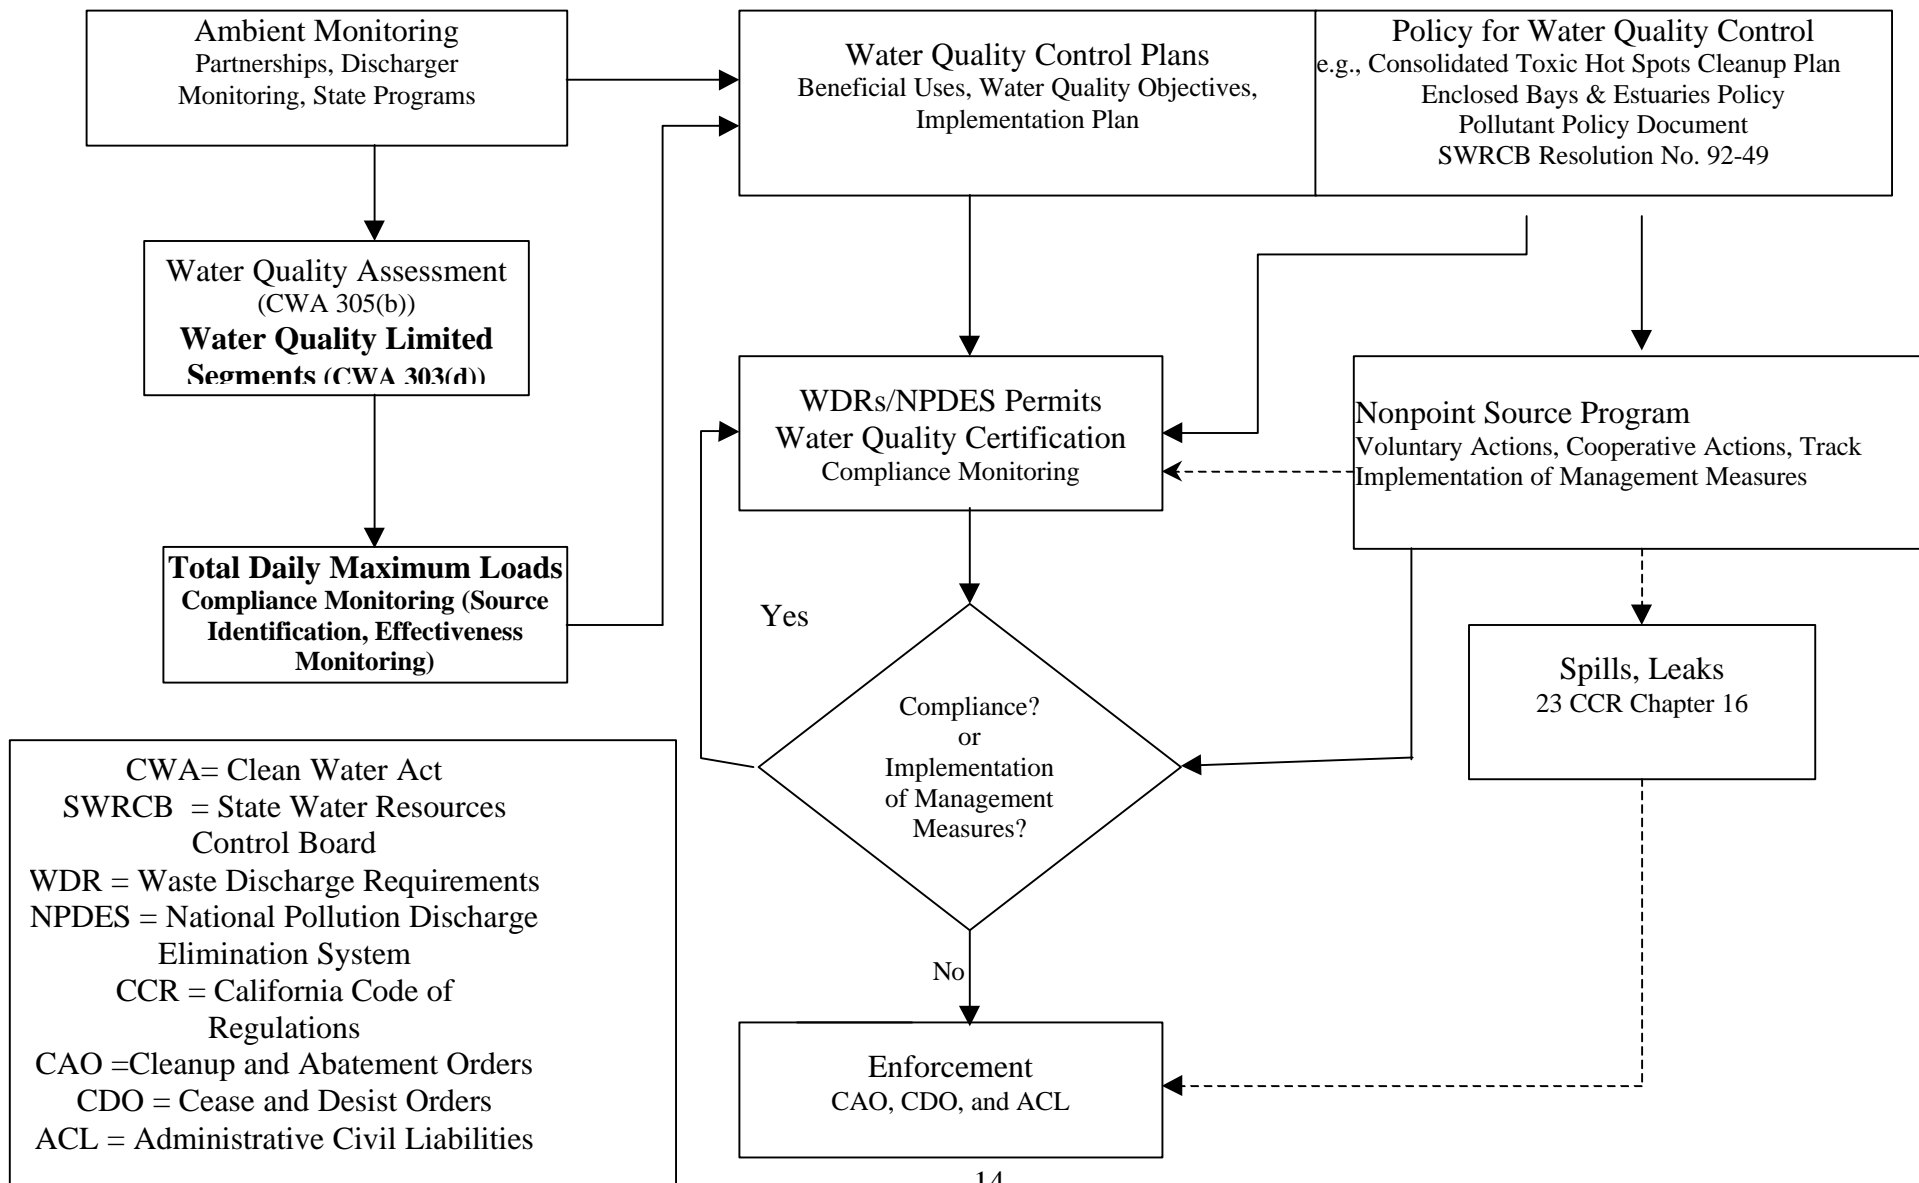 Ambient Monitoring
Partnerships, Discharger
Monitoring, State Programs
Water Quality Control Plans
Beneficial Uses, Water Quality Objectives,
Implementation Plan
Policy for Water Quality Control
e.g., Consolidated Toxic Hot Spots Cleanup Plan
Enclosed Bays & Estuaries Policy
Pollutant Policy Document
SWRCB Resolution No. 92-49
Water Quality Assessment
(CWA 305(b))
Water Quality Limited
Segments (CWA 303(d))
WDRs/NPDES Permits
Water Quality Certification
Compliance Monitoring
Nonpoint Source Program
Voluntary Actions, Cooperative Actions, Track
Implementation of Management Measures
Total Daily Maximum Loads
Compliance Monitoring (Source
Identification, Effectiveness
Monitoring)
Yes
Compliance?
or
Implementation
of Management
Measures?
Spills, Leaks
23 CCR Chapter 16
No
Enforcement
CAO, CDO, and ACL
CWA= Clean Water Act
SWRCB = State Water Resources
Control Board
WDR = Waste Discharge Requirements
NPDES = National Pollution Discharge
Elimination System
CCR = California Code of
Regulations
CAO =Cleanup and Abatement Orders
CDO = Cease and Desist Orders
ACL = Administrative Civil Liabilities
14